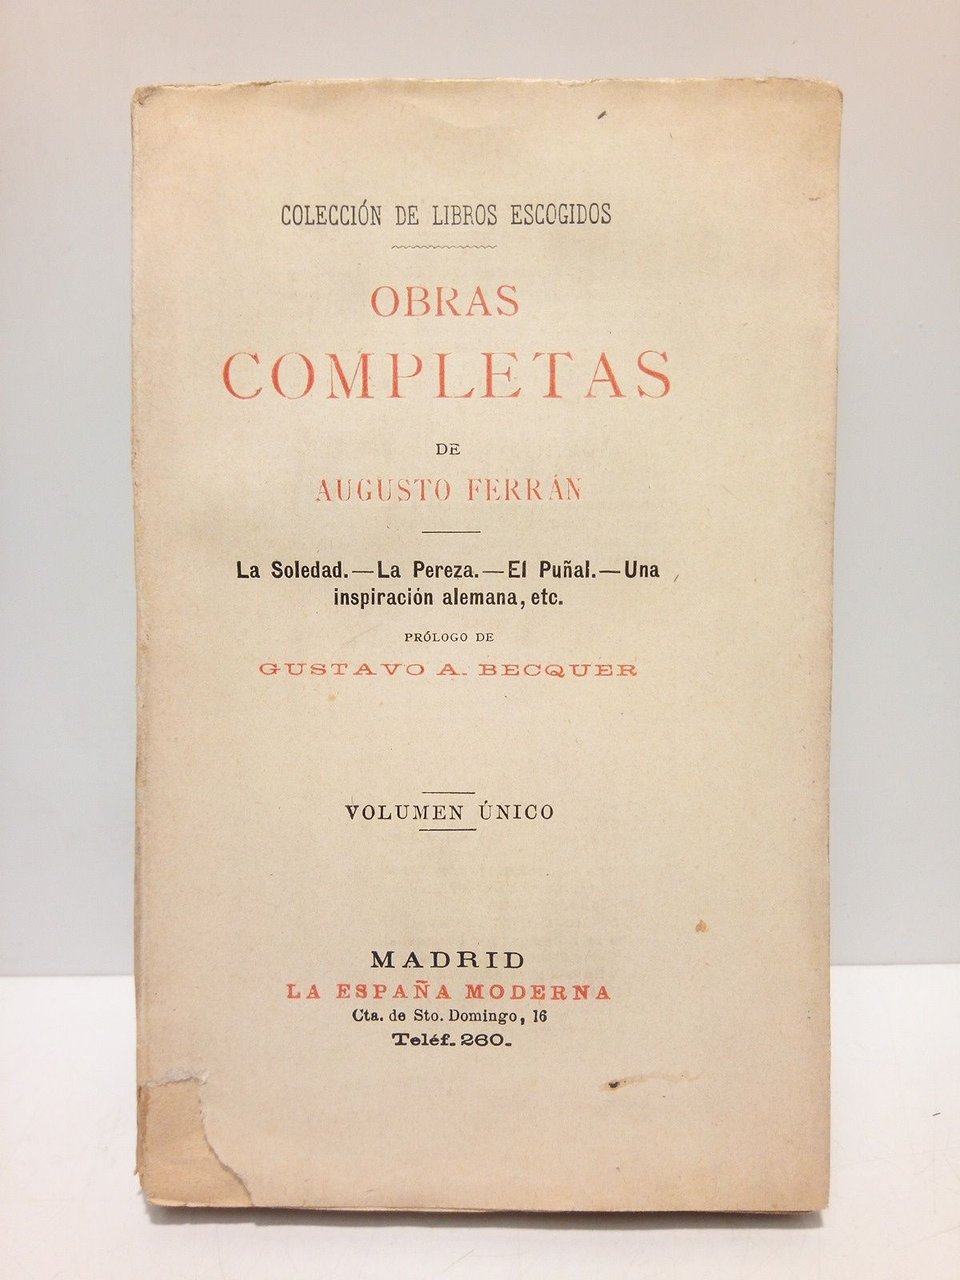 COLECCIÓN DE LIBROS ESCOGIDOS
OBRAS
COMPLETAS
DE
AUGUSTO FERRÁN
La Soledad.—La Pereza.—El Puñal.—Una
inspiración alemana, etc.
PRÓLOGO DE
GUSTAVO A. BECQUER
VOLUMEN ÚNICO
MADRID
LA ESPAÑA MODERNA
Cta. de Sto. Domingo, 16
Teléf. 260.